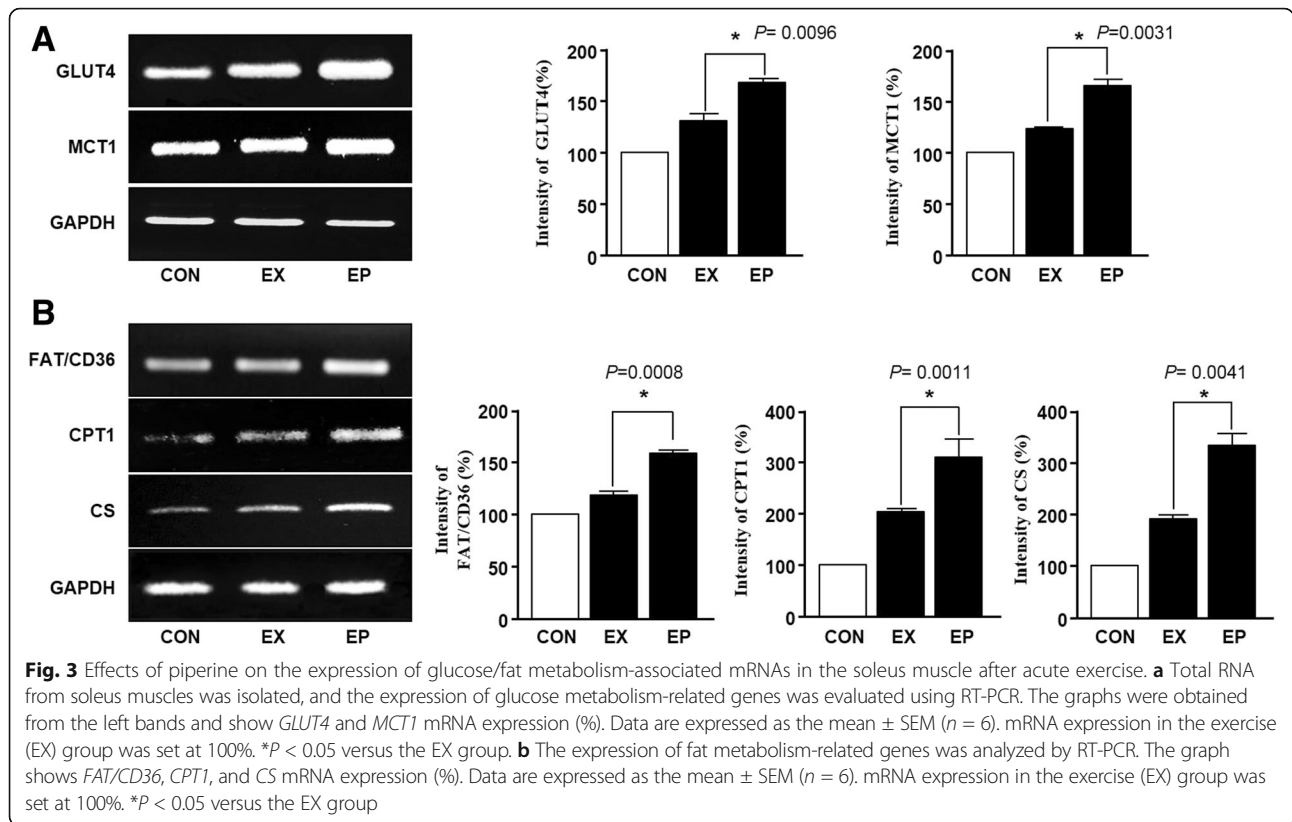 A
GLUT4
MCT1
GAPDH
CON EX EP
P= 0.0096
*
Intensity of GLUT4(%)
200
150
100
50
0
CON EX EP
P=0.0031
*
Intensity of MCT1 (%)
200
150
100
50
0
CON EX EP
B
FAT/CD36
CPT1
CS
GAPDH
CON EX EP
P=0.0008
*
Intensity of
FAT/CD36 (%)
200
150
100
50
0
CON EX EP
P= 0.0011
*
Intensity of CPT1 (%)
400
300
200
100
0
CON EX EP
P= 0.0041
*
Intensity of CS (%)
400
300
200
100
0
CON EX EP
Fig. 3 Effects of piperine on the expression of glucose/fat metabolism-associated mRNAs in the soleus muscle after acute exercise. a Total RNA
from soleus muscles was isolated, and the expression of glucose metabolism-related genes was evaluated using RT-PCR. The graphs were obtained
from the left bands and show GLUT4 and MCT1 mRNA expression (%). Data are expressed as the mean ± SEM (n = 6). mRNA expression in the exercise
(EX) group was set at 100%. *P < 0.05 versus the EX group. b The expression of fat metabolism-related genes was analyzed by RT-PCR. The graph
shows FAT/CD36, CPT1, and CS mRNA expression (%). Data are expressed as the mean ± SEM (n = 6). mRNA expression in the exercise (EX) group was
set at 100%. *P < 0.05 versus the EX group